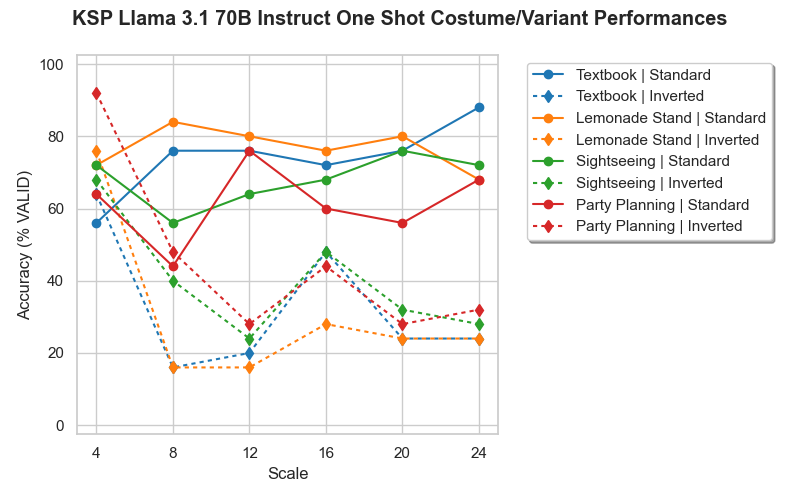 KSP Llama 3.1 70B Instruct One Shot Costume/Variant Performances
Accuracy (% VALID)
100
80
60
40
20
0
4 8 12 16 20 24
Scale
Textbook | Standard
Textbook | Inverted
Lemonade Stand | Standard
Lemonade Stand | Inverted
Sightseeing | Standard
Sightseeing | Inverted
Party Planning | Standard
Party Planning | Inverted